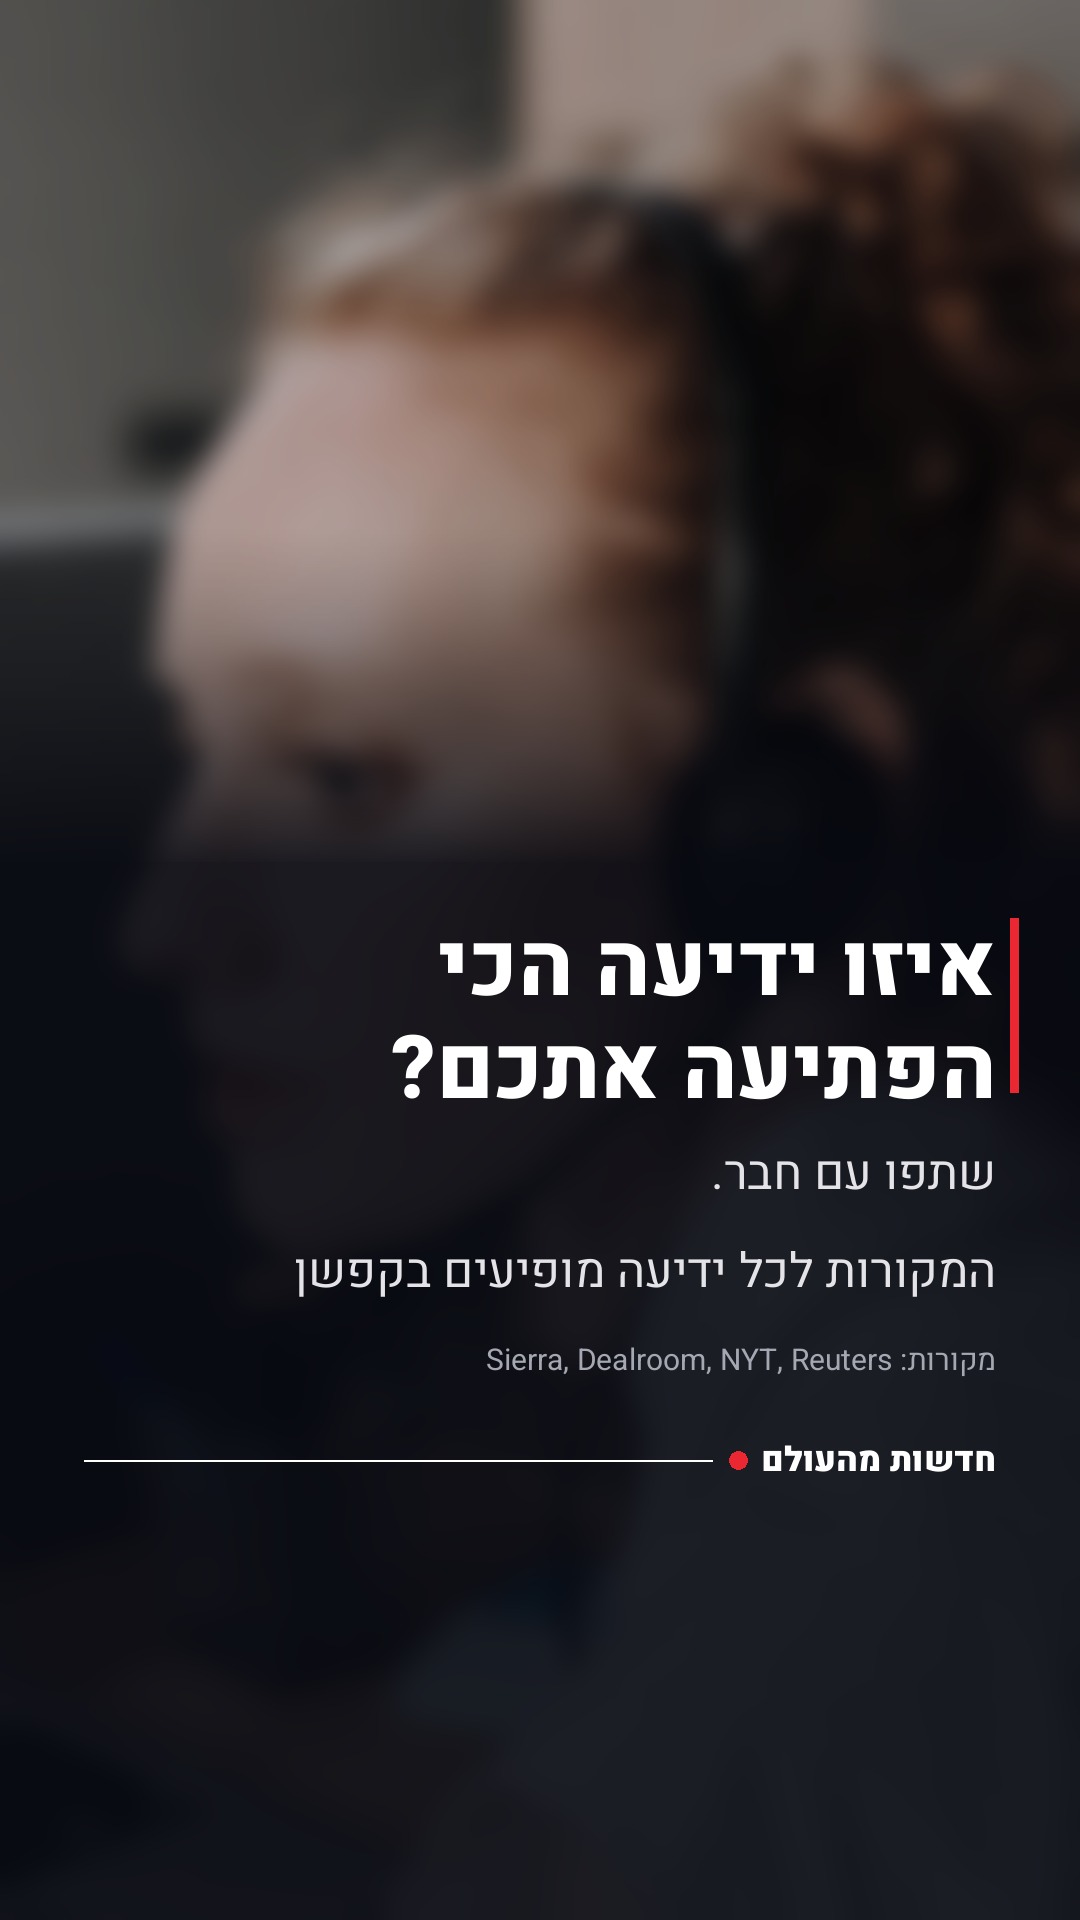 איזו ידיעה הכי
הפתיעה אתכם?
שתפו עם חבר.
המקורות לכל ידיעה מופיעים בקפשן
מקורות: Sierra, Dealroom, NYT, Reuters
חדשות מהעולם